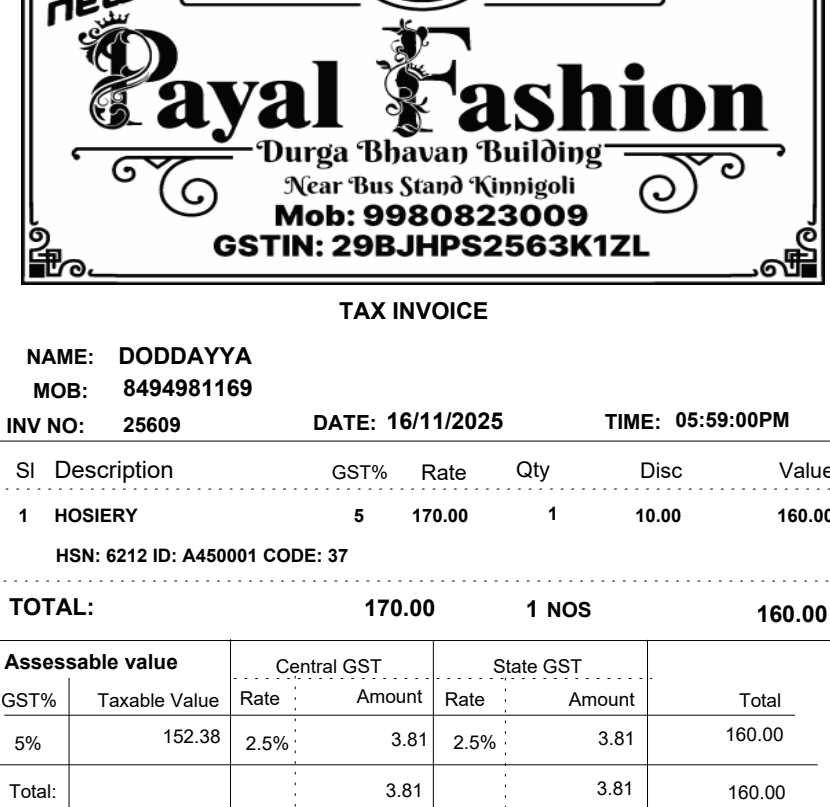 new
Payal Fashion
Durga Bhavan Building
Near Bus Stand Kinnigoli
Mob: 9980823009
GSTIN: 29BJHPS2563K1ZL
TAX INVOICE
NAME: DODDAYYA
MOB: 8494981169
INV NO: 25609 DATE: 16/11/2025 TIME: 05:59:00PM
Sl Description GST% Rate Qty Disc Value
1 HOSIERY 5 170.00 1 10.00 160.00
HSN: 6212 ID: A450001 CODE: 37
TOTAL: 170.00 1 NOS 160.00
Assessable value Central GST State GST
GST% Taxable Value Rate Amount Rate Amount Total
5% 152.38 2.5% 3.81 2.5% 3.81 160.00
Total: 3.81 3.81 160.00